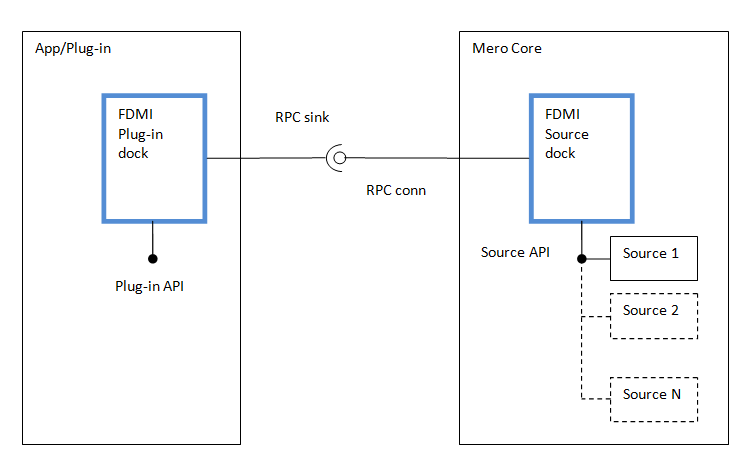 App/Plug-in
FDMI
Plug-in
dock
Plug-in API
RPC sink
RPC conn
Mero Core
FDMI
Source
dock
Source API
Source 1
Source 2
Source N